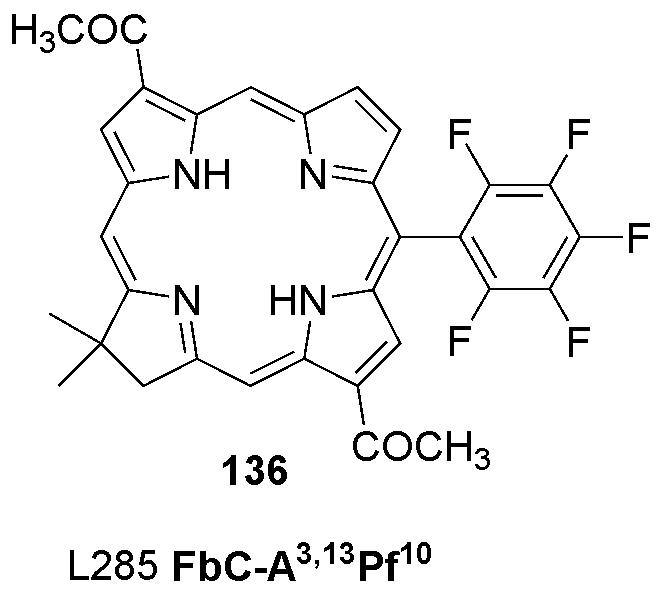 H₃COC
NH N
F F
F
N HN
F F
COCH₃
136
L285 FbC-A³,¹³Pf¹⁰